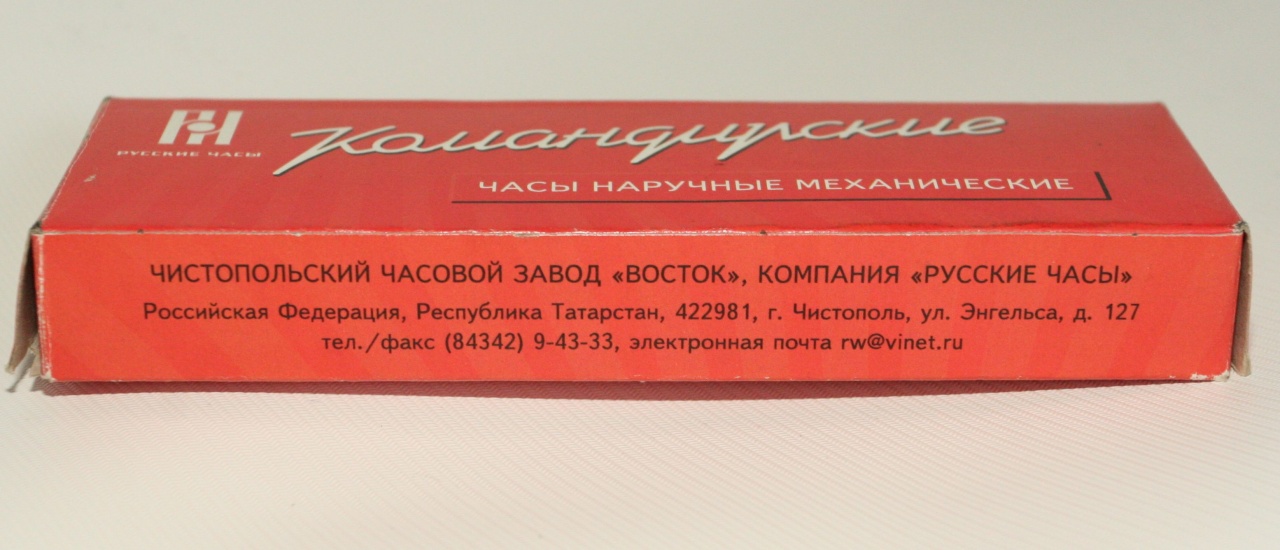 РУССКИЕ ЧАСЫ
Командирские
ЧАСЫ НАРУЧНЫЕ МЕХАНИЧЕСКИЕ
ЧИСТОПОЛЬСКИЙ ЧАСОВОЙ ЗАВОД «ВОСТОК», КОМПАНИЯ «РУССКИЕ ЧАСЫ»
Российская Федерация, Республика Татарстан, 422981, г. Чистополь, ул. Энгельса, д. 127
тел./факс (84342) 9-43-33, электронная почта rw@vinet.ru